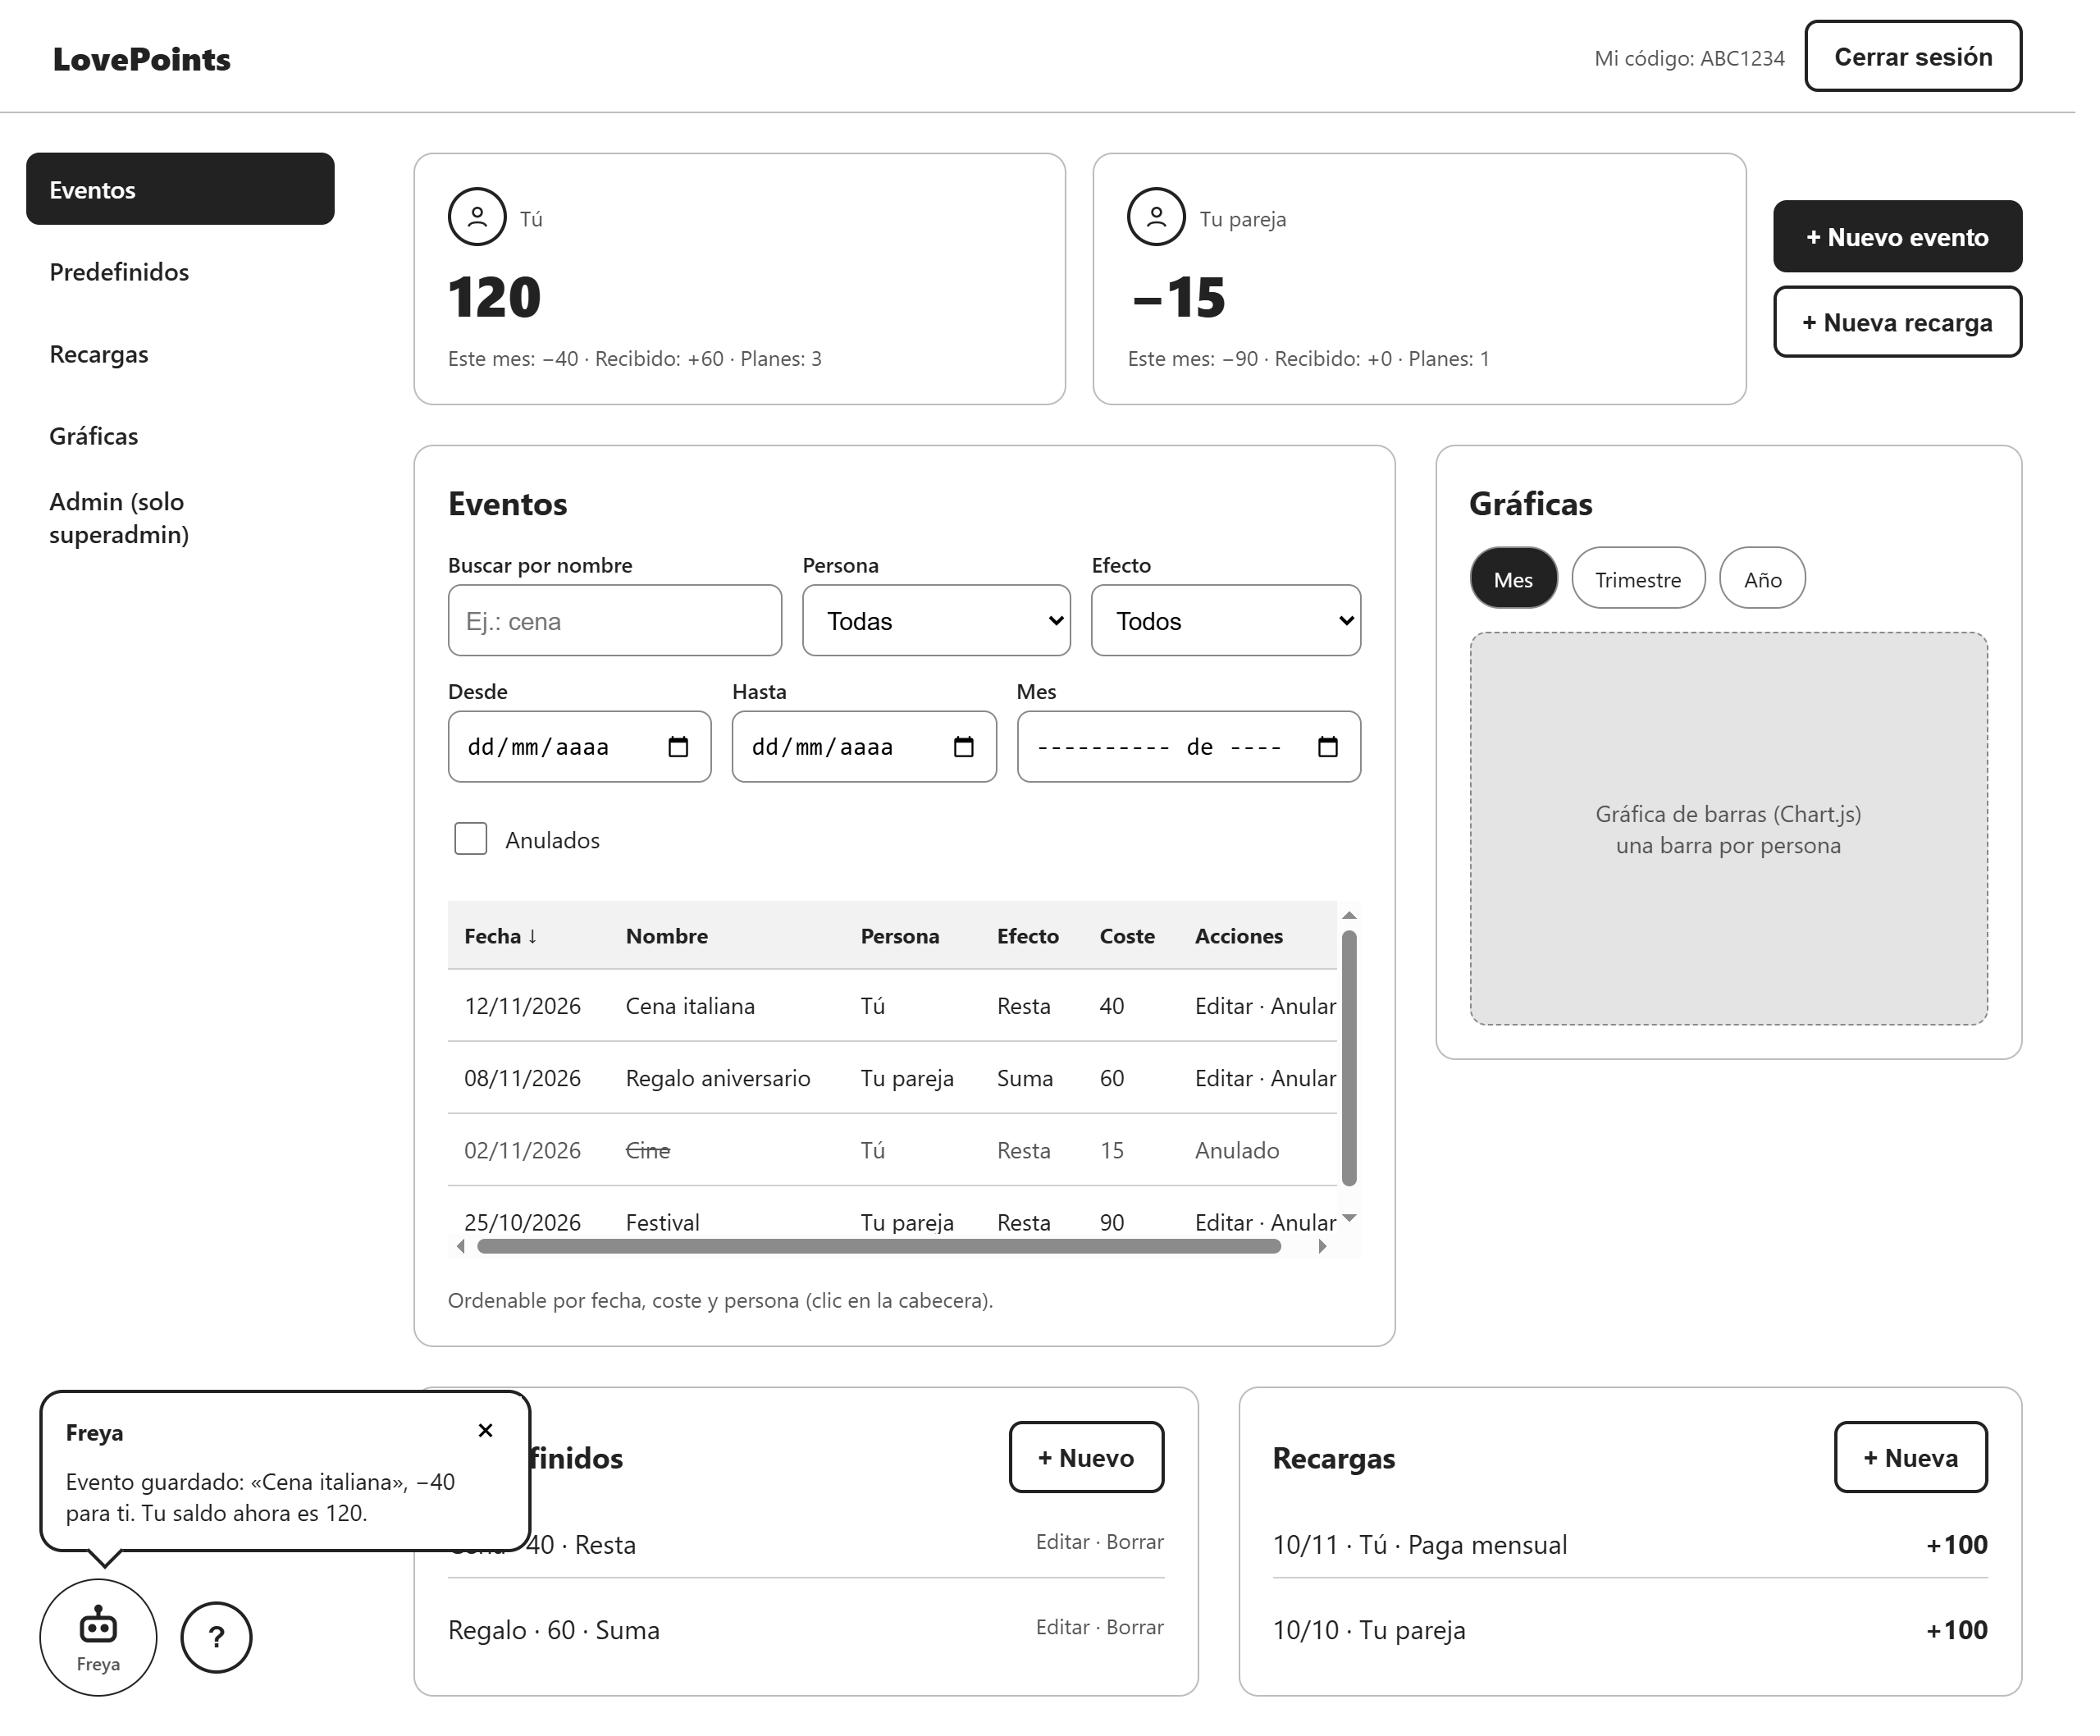 LovePoints
Mi código: ABC1234
Cerrar sesión
Eventos
Predefinidos
Recargas
Gráficas
Admin (solo
superadmin)
Tú
120
Este mes: −40 · Recibido: +60 · Planes: 3
Tu pareja
−15
Este mes: −90 · Recibido: +0 · Planes: 1
+ Nuevo evento
+ Nueva recarga
Eventos
Buscar por nombre
Persona
Efecto
Ej.: cena
Todas
Todos
Desde
Hasta
Mes
dd/mm/aaaa
dd/mm/aaaa
---------- de ----
Anulados
Fecha ↓ Nombre Persona Efecto Coste Acciones
12/11/2026 Cena italiana Tú Resta 40 Editar · Anular
08/11/2026 Regalo aniversario Tu pareja Suma 60 Editar · Anular
02/11/2026 Cine Tú Resta 15 Anulado
25/10/2026 Festival Tu pareja Resta 90 Editar · Anular
Ordenable por fecha, coste y persona (clic en la cabecera).
Gráficas
Mes
Trimestre
Año
Gráfica de barras (Chart.js)
una barra por persona
Freya ×
Evento guardado: «Cena italiana», −40
para ti. Tu saldo ahora es 120.
Freya
?
finidos
+ Nuevo
40 · Resta
Editar · Borrar
Regalo · 60 · Suma
Editar · Borrar
Recargas
+ Nueva
10/11 · Tú · Paga mensual +100
10/10 · Tu pareja +100